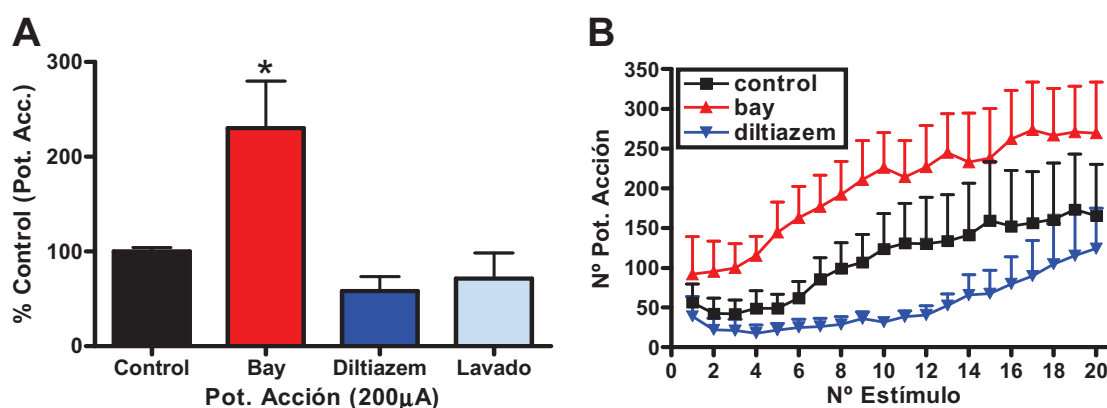 A
% Control (Pot. Acc.)
300
200
100
0
*
Control Bay Diltiazem Lavado
Pot. Acción (200µA)
B
Nº Pot. Acción
350
300
250
200
150
100
50
0
control
bay
diltiazem
0 2 4 6 8 10 12 14 16 18 20
Nº Estímulo